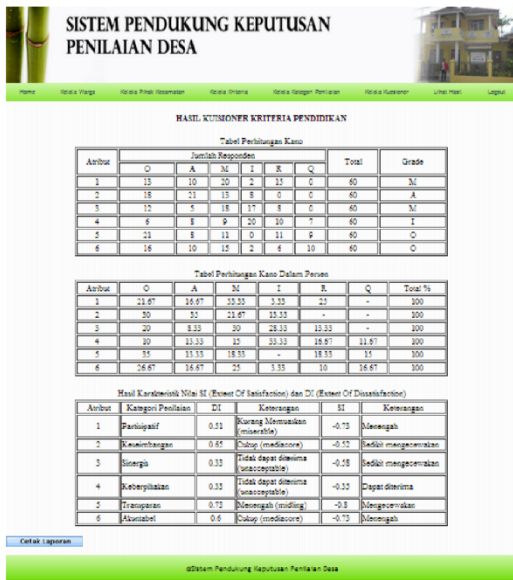 SISTEM PENDUKUNG KEPUTUSAN
PENILAIAN DESA
Home Kelola Warga Kelola Pihak Kecamatan Kelola Kriteria Kelola Kategori Penilaian Kelola Kuesioner Lihat Hasil Logout
HASIL KUISIONER KRITERIA PENDIDIKAN
Tabel Perhitungan Kano
Atribut Jumlah Responden Total Grade
O A M I R Q
1 13 10 20 2 15 0 60 M
2 18 21 13 8 0 0 60 A
3 12 5 18 17 8 0 60 M
4 6 8 9 20 10 7 60 I
5 21 8 11 0 11 9 60 O
6 16 10 15 2 6 10 60 O
Tabel Perhitungan Kano Dalam Persen
Atribut O A M I R Q Total %
1 21.67 16.67 33.33 3.33 25 - 100
2 30 35 21.67 13.33 - 100
3 20 8.33 30 28.33 13.33 - 100
4 10 13.33 15 33.33 16.67 11.67 100
5 35 13.33 18.33 - 18.33 15 100
6 26.67 16.67 25 3.33 10 16.67 100
Hasil Karakteristik Nilai SI (Extent Of Satisfaction) dan DI (Extent Of Dissatisfaction)
Atribut Kategori Penilaian DI Keterangan SI Keterangan
1 Partisipatif 0.51 Kurang Memuaskan (miserable) -0.73 Menengah
2 Keseimbangan 0.65 Cukup (mediacore) -0.52 Sedikit mengecewakan
3 Sinergis 0.33 Tidak dapat diterima (unacceptable) -0.58 Sedikit mengecewakan
4 Keberpihakan 0.33 Tidak dapat diterima (unacceptable) -0.35 Dapat diterima
5 Transparan 0.73 Menengah (midling) -0.8 Mengecewakan
6 Akuntabel 0.6 Cukup (mediacore) -0.73 Menengah
Cetak Laporan
@Sistem Pendukung Keputusan Penilaian Desa